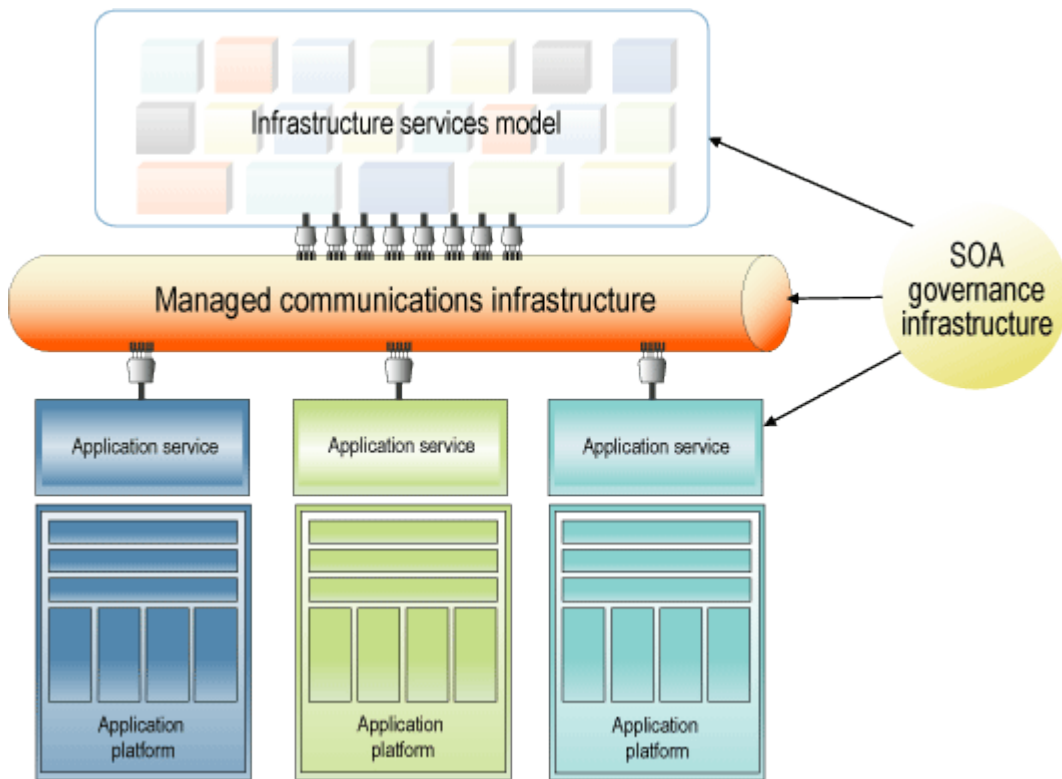 Infrastructure services model
SOA
governance
infrastructure
Managed communications infrastructure
Application service
Application service
Application service
Application
platform
Application
platform
Application
platform